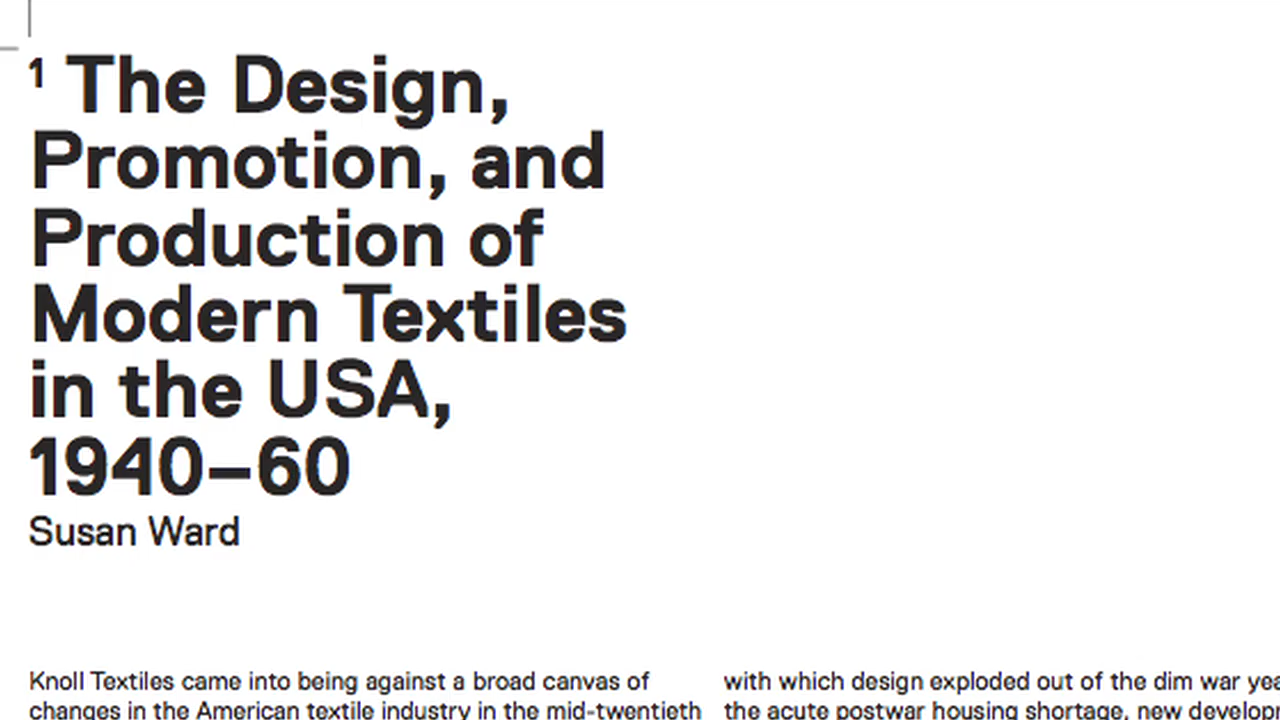 1 The Design,
Promotion, and
Production of
Modern Textiles
in the USA,
1940–60
Susan Ward
Knoll Textiles came into being against a broad canvas of
changes in the American textile industry in the mid-twentieth
with which design exploded out of the dim war
the acute postwar housing shortage, new